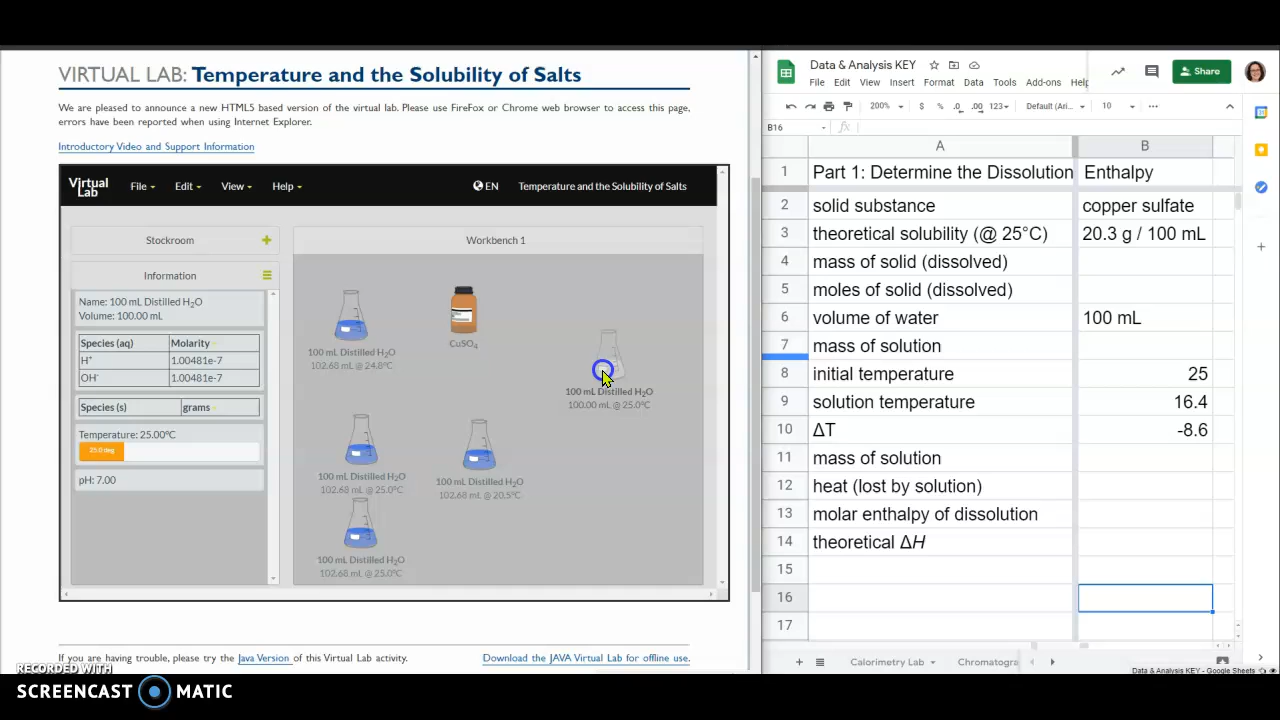 VIRTUAL LAB: Temperature and the Solubility of Salts
We are pleased to announce a new HTML5 based version of the virtual lab. Please use FireFox or Chrome web browser to access this page,
errors have been reported when using Internet Explorer.
Introductory Video and Support Information
Virtual Lab
File
Edit
View
Help
EN
Temperature and the Solubility of Salts
Stockroom +
Workbench 1
Information
Name: 100 mL Distilled H₂O
Volume: 100.00 mL
Species (aq) Molarity
H⁺ 1.00481e-7
OH⁻ 1.00481e-7
Species (s) grams
Temperature: 25.00°C
25.0 deg
pH: 7.00
CuSO₄
100 mL Distilled H₂O
102.68 mL @ 24.8°C
100 mL Distilled H₂O
100.00 mL @ 25.0°C
100 mL Distilled H₂O
102.68 mL @ 25.0°C
100 mL Distilled H₂O
102.68 mL @ 20.5°C
100 mL Distilled H₂O
102.68 mL @ 25.0°C
If you are having trouble, please try the Java Version of this Virtual Lab activity.
Download the JAVA Virtual Lab for offline use.
RECORDED WITH
SCREENCAST MATIC
Data & Analysis KEY
File Edit View Insert Format Data Tools Add-ons Help
Share
200% $ % .0 .00 123 Default (Ari... 10
B16 fx
A B
1 Part 1: Determine the Dissolution Enthalpy
2 solid substance copper sulfate
3 theoretical solubility (@ 25°C) 20.3 g / 100 mL
4 mass of solid (dissolved)
5 moles of solid (dissolved)
6 volume of water 100 mL
7 mass of solution
8 initial temperature 25
9 solution temperature 16.4
10 ΔT -8.6
11 mass of solution
12 heat (lost by solution)
13 molar enthalpy of dissolution
14 theoretical ΔH
15
16
17
+ Calorimetry Lab Chromatogra
Data & Analysis KEY - Google Sheets